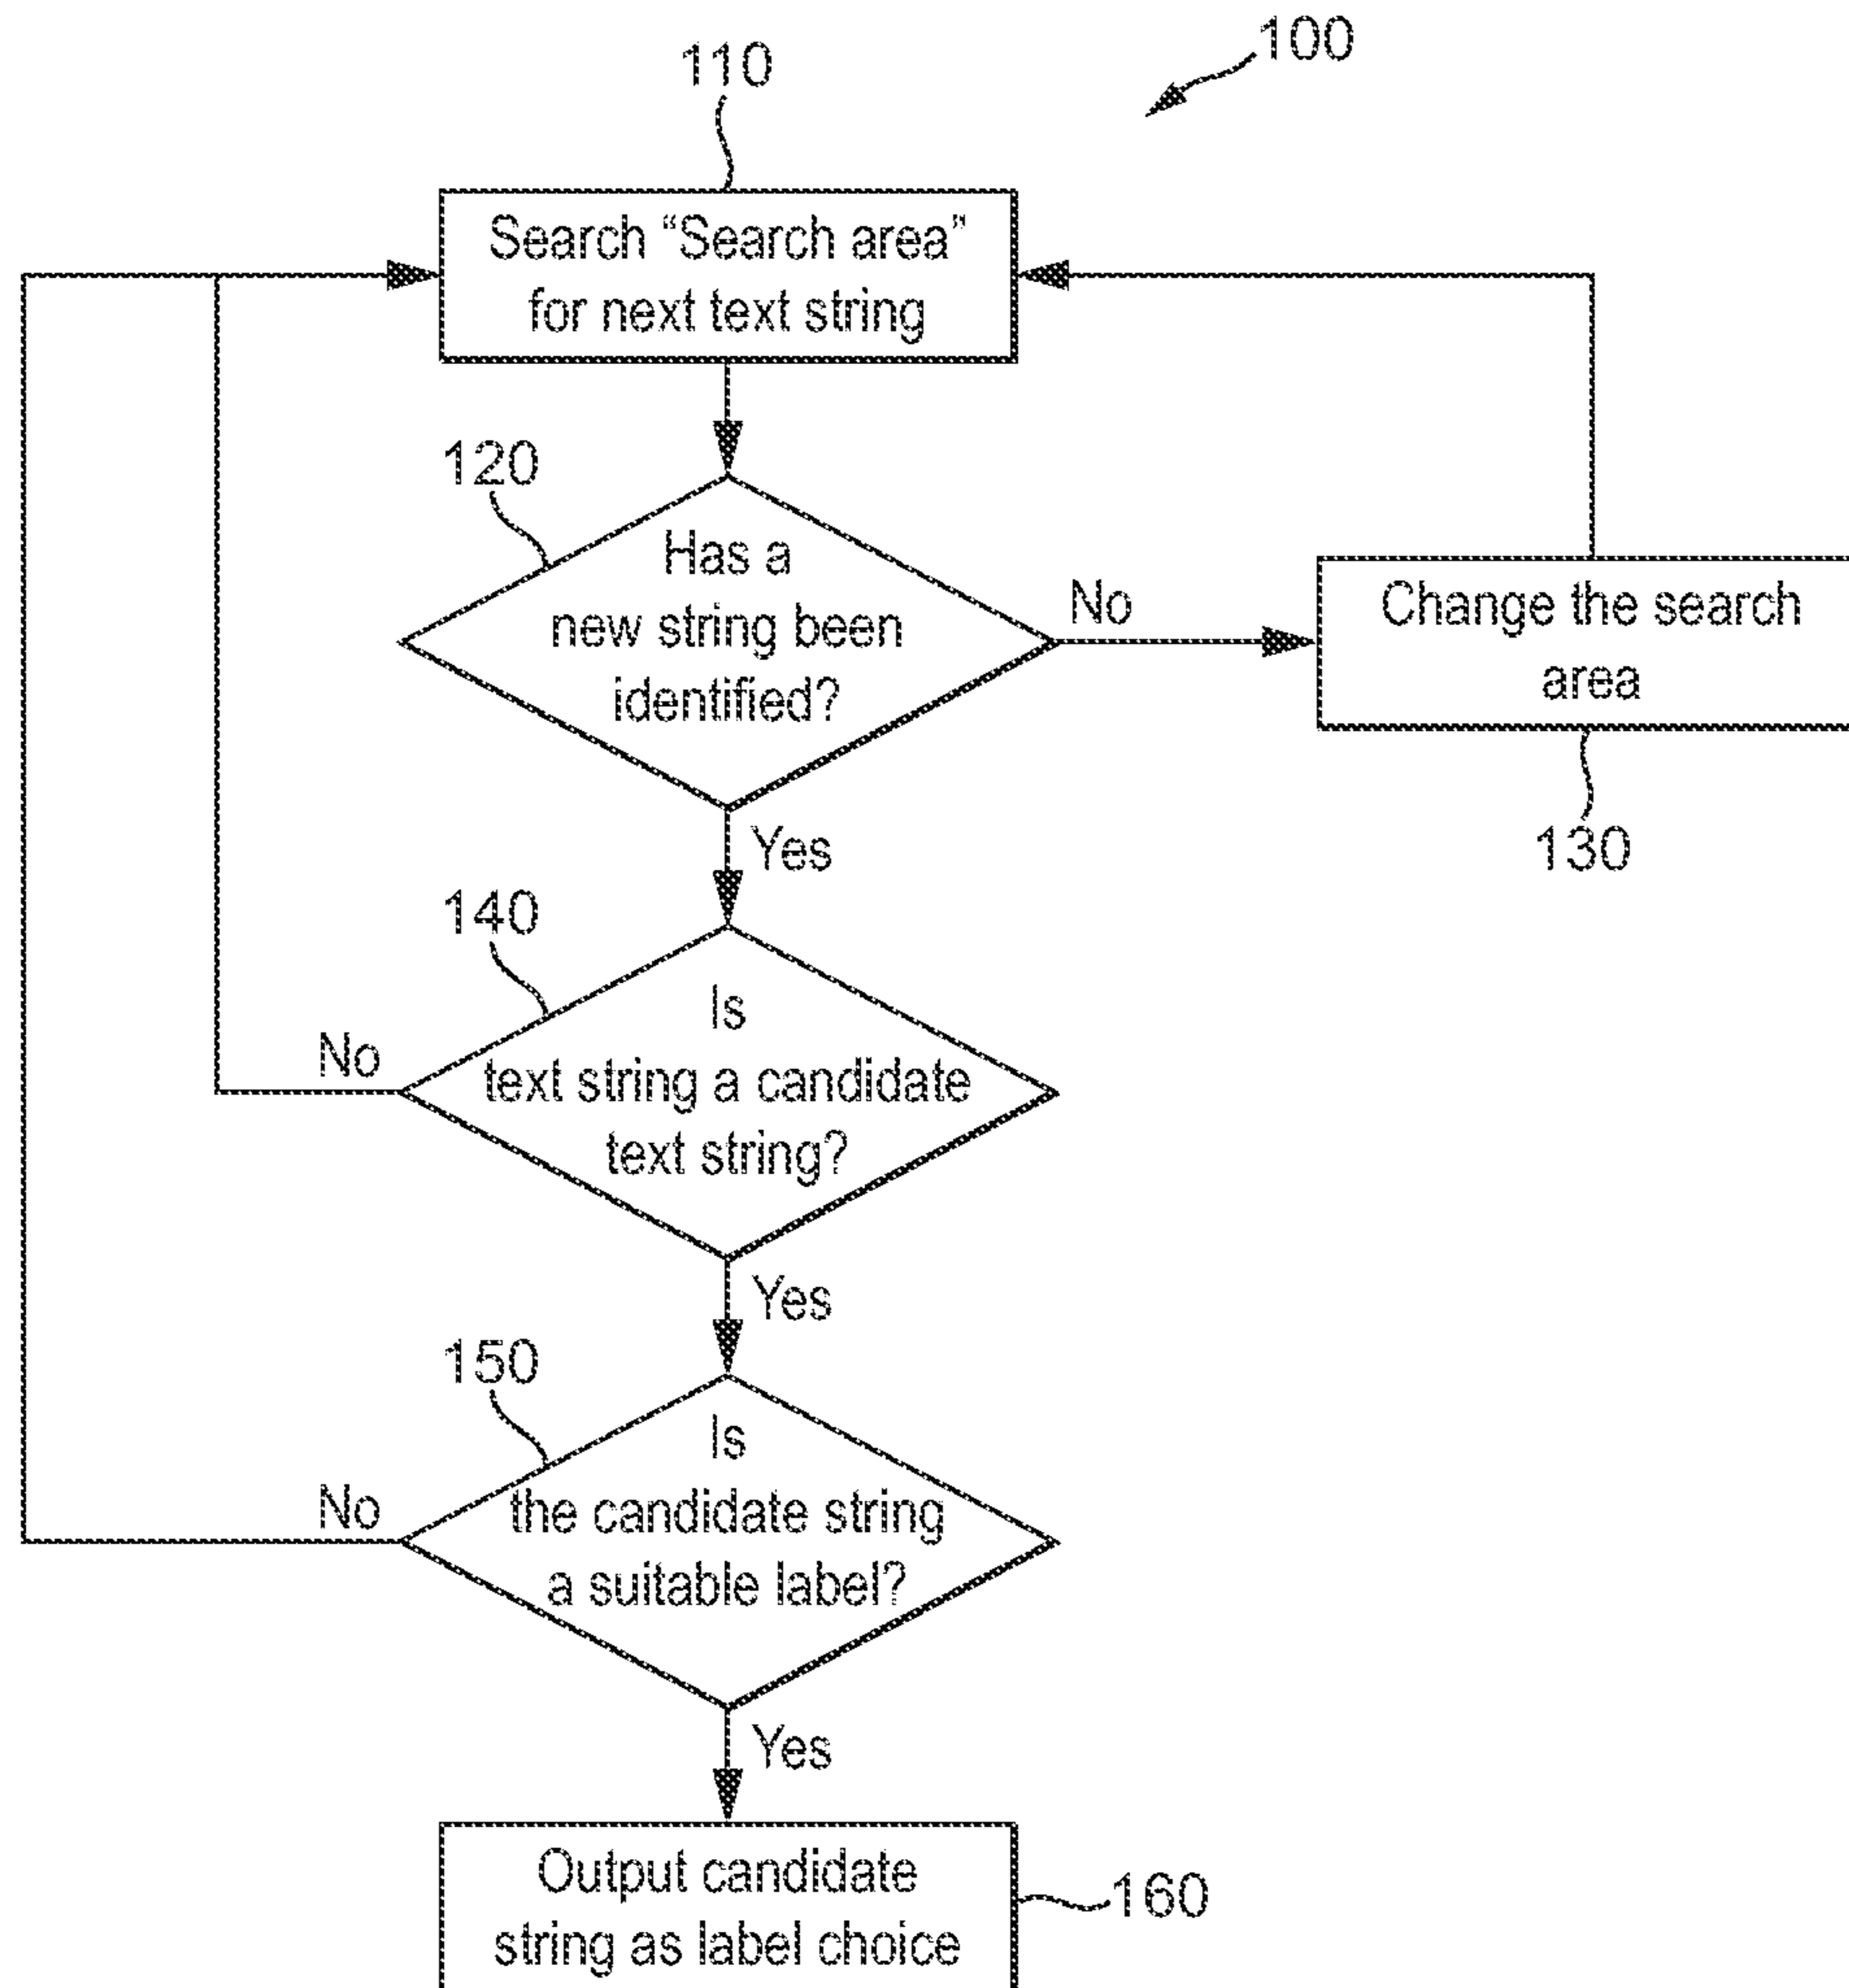 100
110
Search “Search area”
for next text string
120
Has a
new string been
identified?
No
Change the search
area
130
Yes
140
Is
text string a candidate
text string?
No
Yes
150
Is
the candidate string
a suitable label?
No
Yes
Output candidate
string as label choice
160